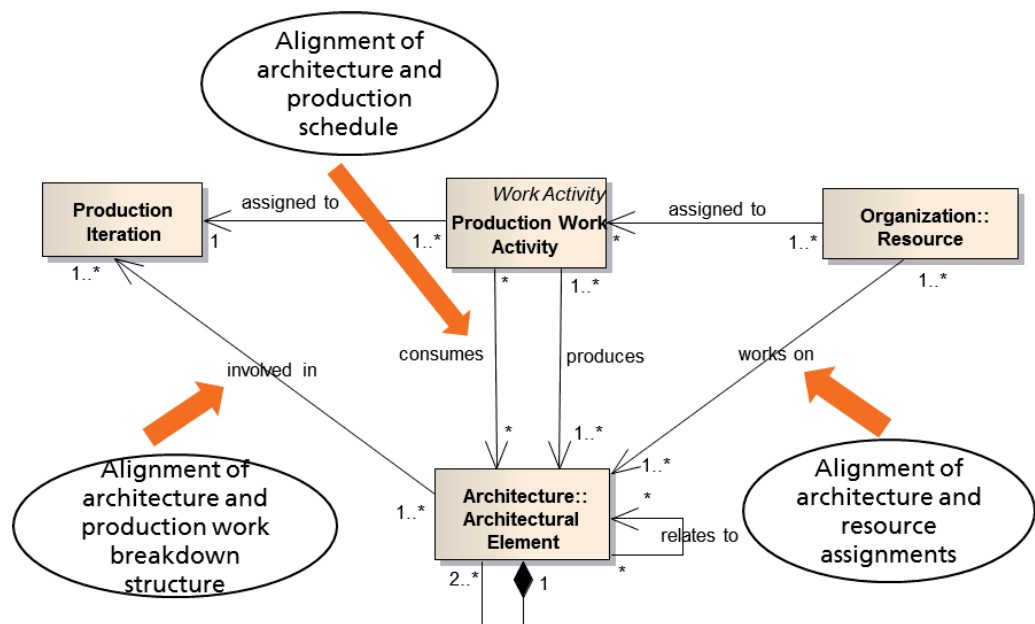 Alignment of
architecture and
production
schedule
Production
Iteration
assigned to
1
1..*
Work Activity
Production Work
Activity
*
assigned to
1..*
Organization::
Resource
1..*
*
1..*
1..*
consumes
produces
works on
involved in
*
1..*
1..*
Alignment of
architecture and
production work
breakdown
structure
1..*
Architecture::
Architectural
Element
*
relates to
*
2..*
1
Alignment of
architecture and
resource
assignments